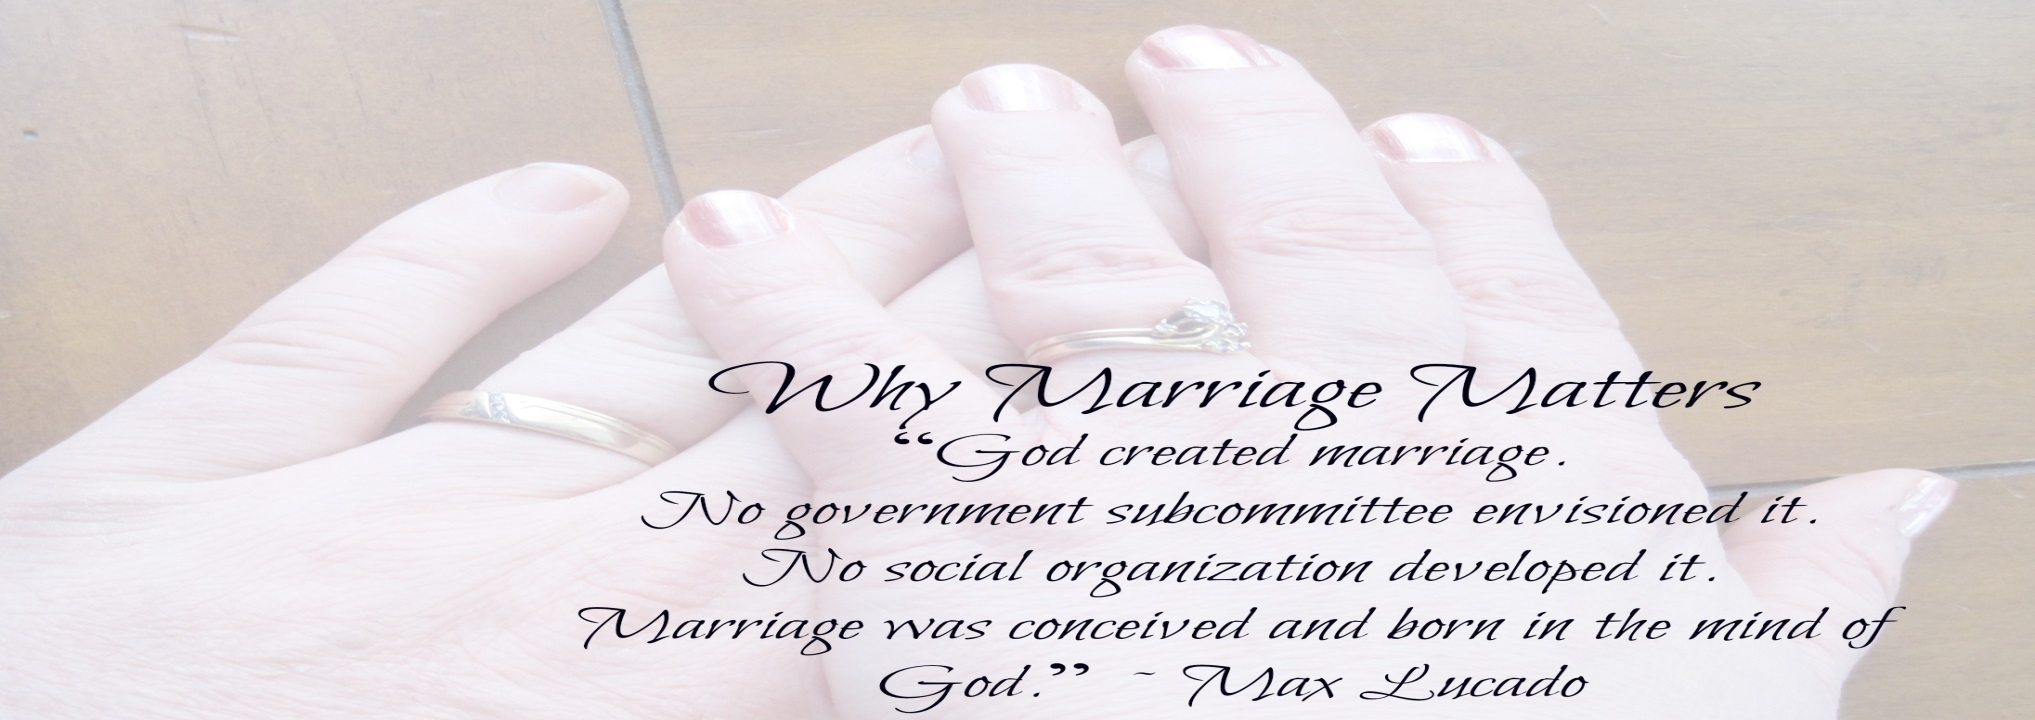 Why Marriage Matters
“God created marriage.
No government subcommittee envisioned it.
No social organization developed it.
Marriage was conceived and born in the mind of
God.” ~ Max Lucado